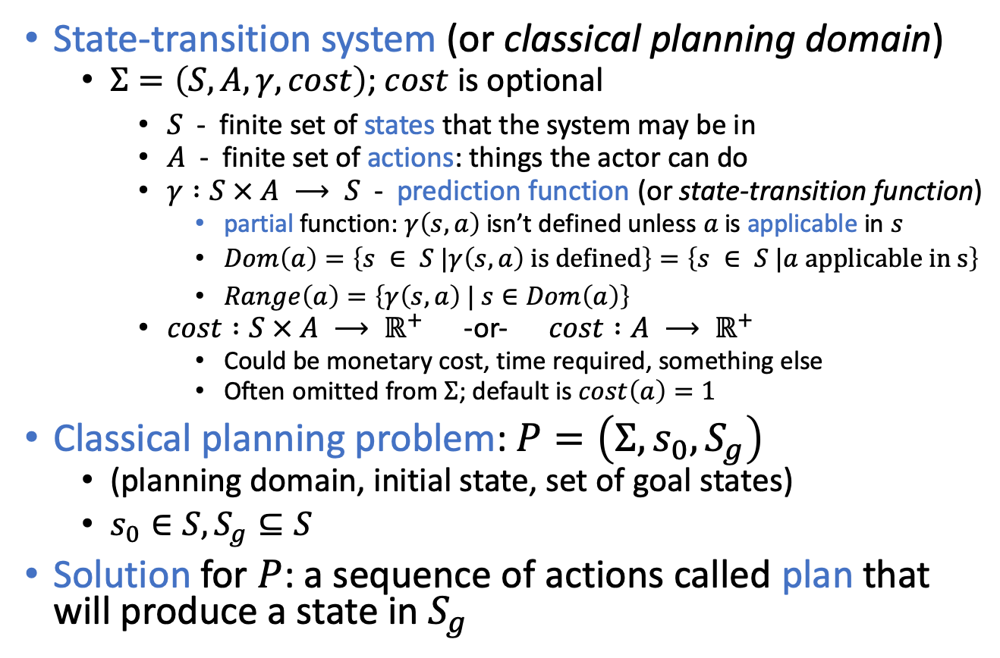 • State-transition system (or classical planning domain)
• Σ = (S, A, γ, cost); cost is optional
• S - finite set of states that the system may be in
• A - finite set of actions: things the actor can do
• γ : S × A ⟶ S - prediction function (or state-transition function)
• partial function: γ(s, a) isn’t defined unless a is applicable in s
• Dom(a) = {s ∈ S |γ(s, a) is defined} = {s ∈ S |a applicable in s}
• Range(a) = {γ(s, a) | s ∈ Dom(a)}
• cost : S × A ⟶ ℝ⁺ -or- cost : A ⟶ ℝ⁺
• Could be monetary cost, time required, something else
• Often omitted from Σ; default is cost(a) = 1
• Classical planning problem: P = (Σ, s₀, S_g)
• (planning domain, initial state, set of goal states)
• s₀ ∈ S, S_g ⊆ S
• Solution for P: a sequence of actions called plan that
will produce a state in S_g